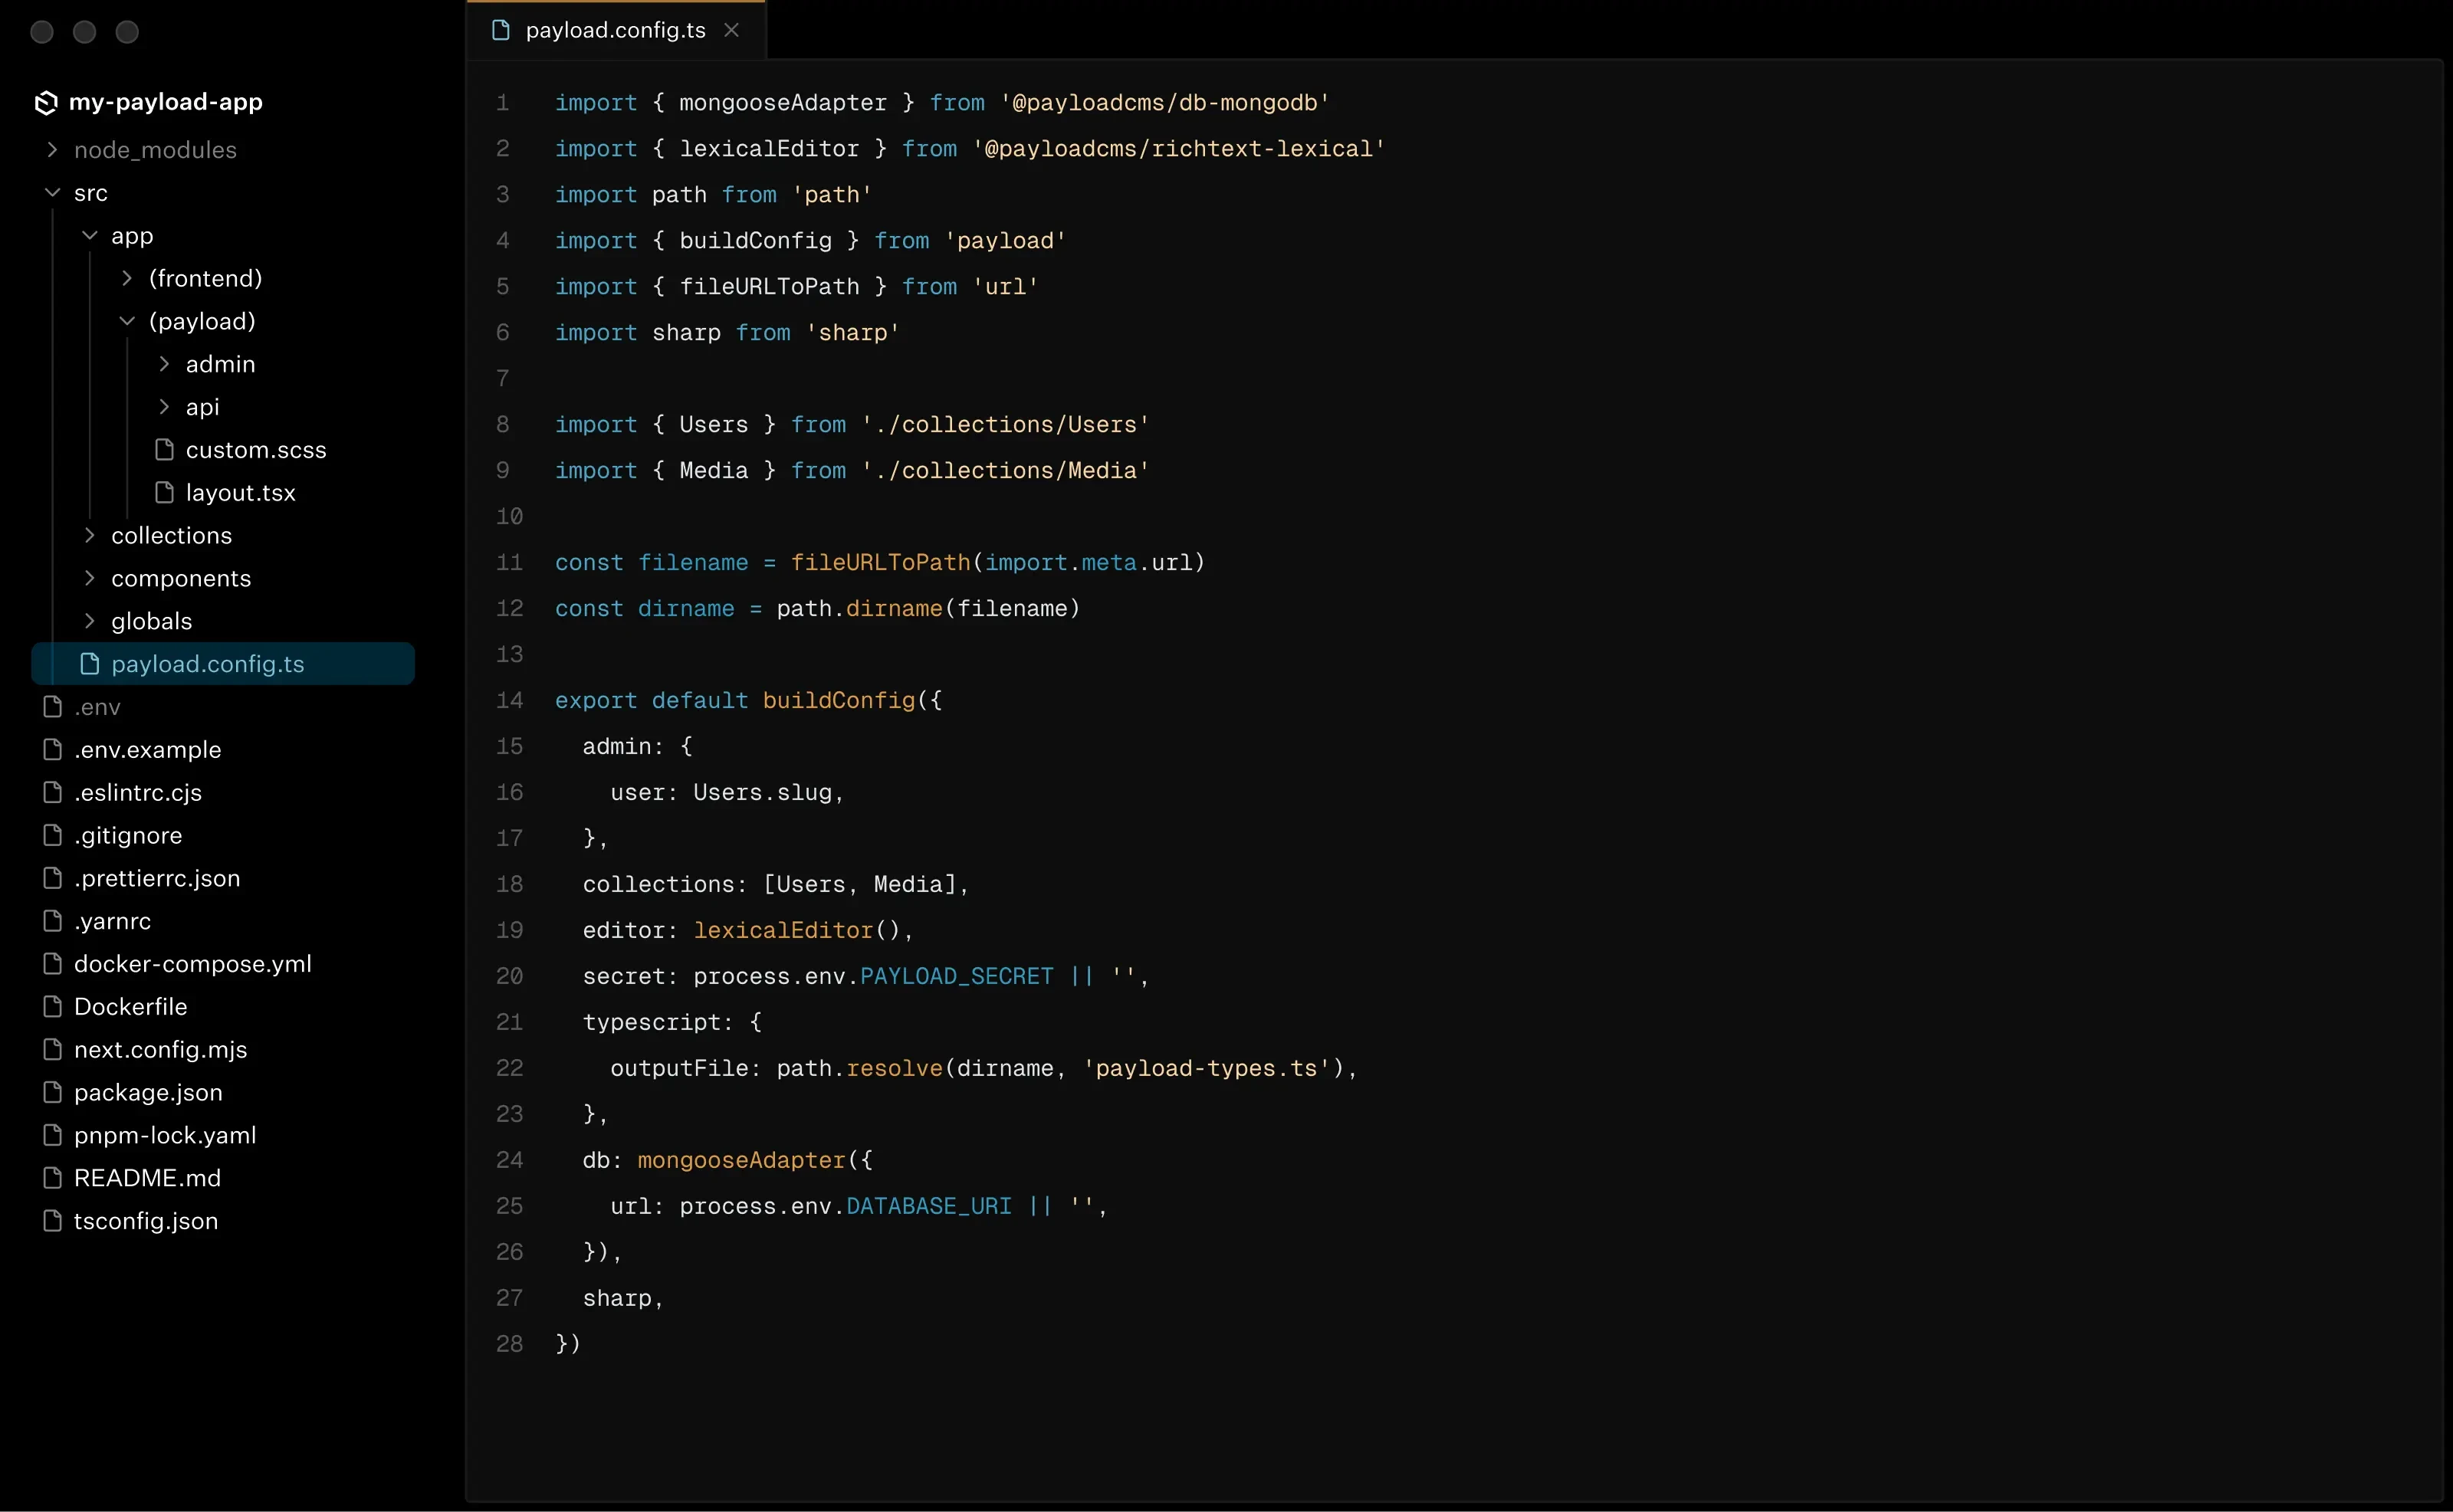 my-payload-app
node_modules
src
app
(frontend)
(payload)
admin
api
custom.scss
layout.tsx
collections
components
globals
payload.config.ts
.env
.env.example
.eslintrc.cjs
.gitignore
.prettierrc.json
.yarnrc
docker-compose.yml
Dockerfile
next.config.mjs
package.json
pnpm-lock.yaml
README.md
tsconfig.json
payload.config.ts
1 import { mongooseAdapter } from '@payloadcms/db-mongodb'
2 import { lexicalEditor } from '@payloadcms/richtext-lexical'
3 import path from 'path'
4 import { buildConfig } from 'payload'
5 import { fileURLToPath } from 'url'
6 import sharp from 'sharp'
7
8 import { Users } from './collections/Users'
9 import { Media } from './collections/Media'
10
11 const filename = fileURLToPath(import.meta.url)
12 const dirname = path.dirname(filename)
13
14 export default buildConfig({
15   admin: {
16     user: Users.slug,
17   },
18   collections: [Users, Media],
19   editor: lexicalEditor(),
20   secret: process.env.PAYLOAD_SECRET || '',
21   typescript: {
22     outputFile: path.resolve(dirname, 'payload-types.ts'),
23   },
24   db: mongooseAdapter({
25     url: process.env.DATABASE_URI || '',
26   }),
27   sharp,
28 })